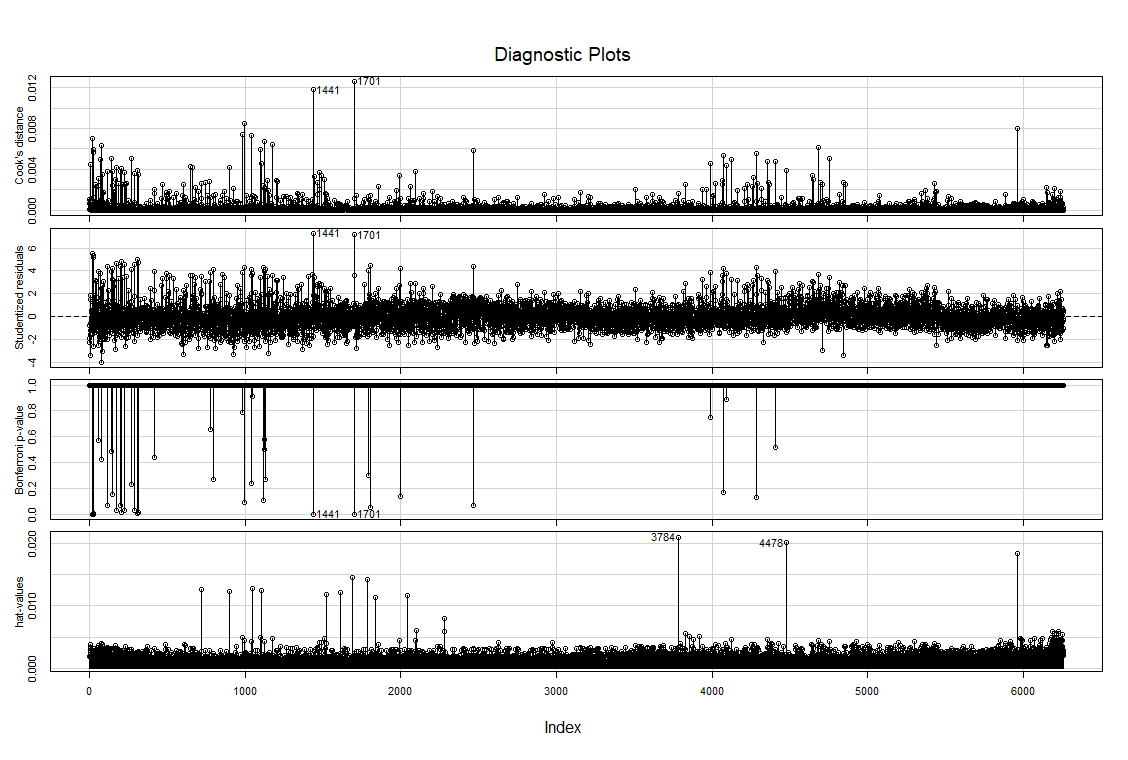 Diagnostic Plots
Cook's distance
0.000 0.004 0.008 0.012
1441
1701
Studentized residuals
-4 -2 0 2 4 6
1441
1701
Bonferroni p-value
0.0 0.2 0.4 0.6 0.8 1.0
1441
1701
hat-values
0.000 0.010 0.020
3784
4478
0 1000 2000 3000 4000 5000 6000
Index